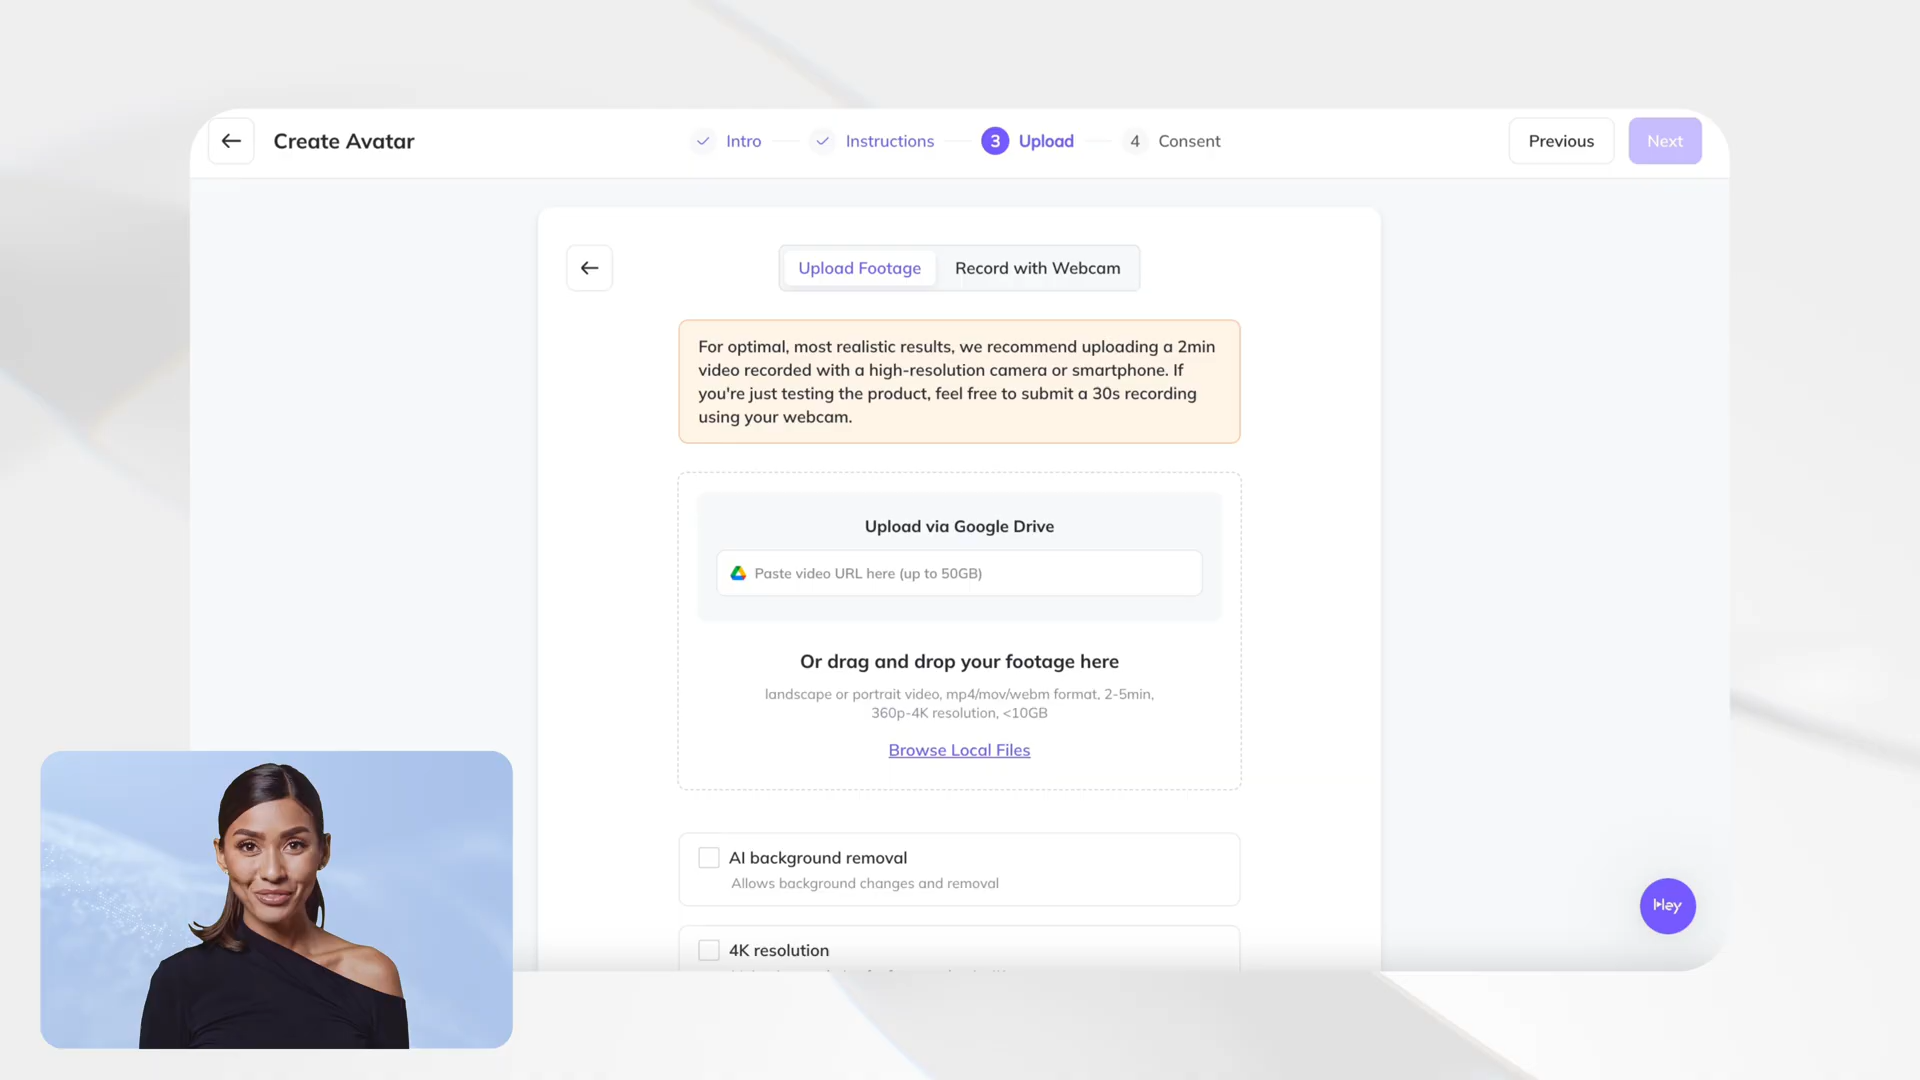 Create Avatar
Intro
Instructions
3 Upload
4 Consent
Previous
Next
Upload Footage
Record with Webcam
For optimal, most realistic results, we recommend uploading a 2min
video recorded with a high-resolution camera or smartphone. If
you're just testing the product, feel free to submit a 30s recording
using your webcam.
Upload via Google Drive
Paste video URL here (up to 50GB)
Or drag and drop your footage here
landscape or portrait video, mp4/mov/webm format, 2-5min,
360p-4K resolution, <10GB
Browse Local Files
AI background removal
Allows background changes and removal
4K resolution
Hey